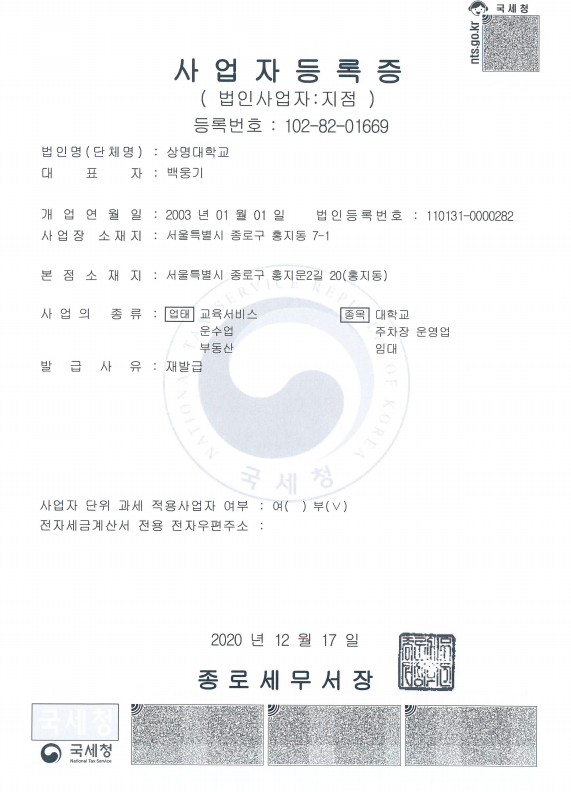 국세청
nts.go.kr
사업자등록증
( 법인사업자:지점 )
등록번호 : 102-82-01669
법인명(단체명) : 상명대학교
대 표 자 : 백웅기
개 업 연 월 일 : 2003 년 01 월 01 일 법인등록번호 : 110131-0000282
사업장 소재지 : 서울특별시 종로구 홍지동 7-1
본 점 소 재 지 : 서울특별시 종로구 홍지문2길 20(홍지동)
사 업 의 종 류 : 업태 교육서비스 종목 대학교
운수업 주차장 운영업
부동산 임대
발 급 사 유 : 재발급
NATIONAL TAX SERVICE REPUBLIC OF KOREA
국세청
사업자 단위 과세 적용사업자 여부 : 여( ) 부(∨)
전자세금계산서 전용 전자우편주소 :
2020 년 12 월 17 일
종로세무서장
국세청
국세청
National Tax Service